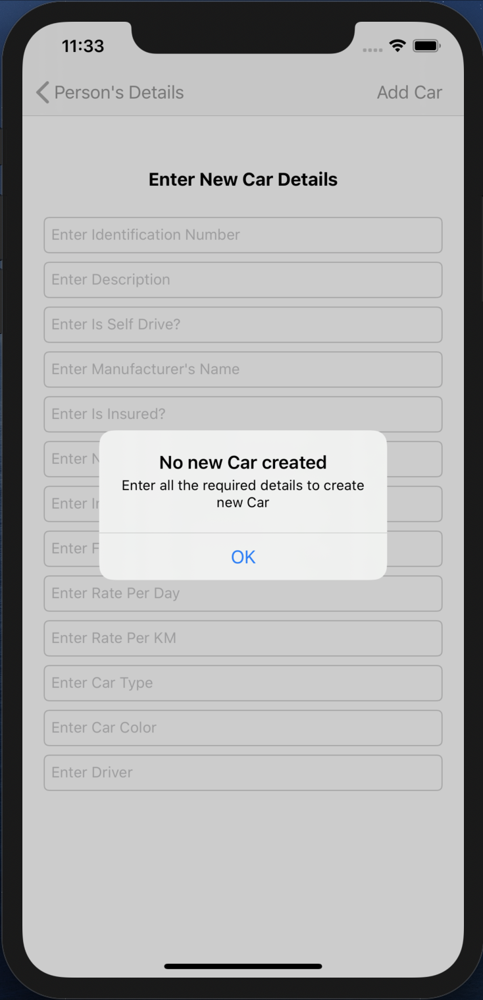 11:33
Person's Details
Add Car
Enter New Car Details
Enter Identification Number
Enter Description
Enter Is Self Drive?
Enter Manufacturer's Name
Enter Is Insured?
Enter
Enter
Enter
No new Car created
Enter all the required details to create
new Car
OK
Enter Rate Per Day
Enter Rate Per KM
Enter Car Type
Enter Car Color
Enter Driver